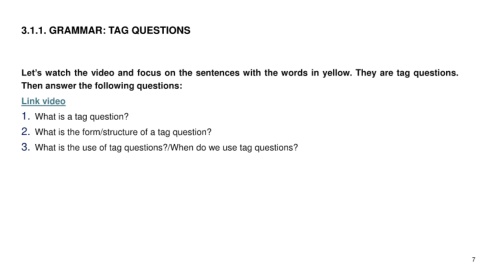 3.1.1. GRAMMAR: TAG QUESTIONS
Let's watch the video and focus on the sentences with the words in yellow. They are tag questions.
Then answer the following questions:
Link video
1. What is a tag question?
2. What is the form/structure of a tag question?
3. What is the use of tag questions?/When do we use tag questions?
7